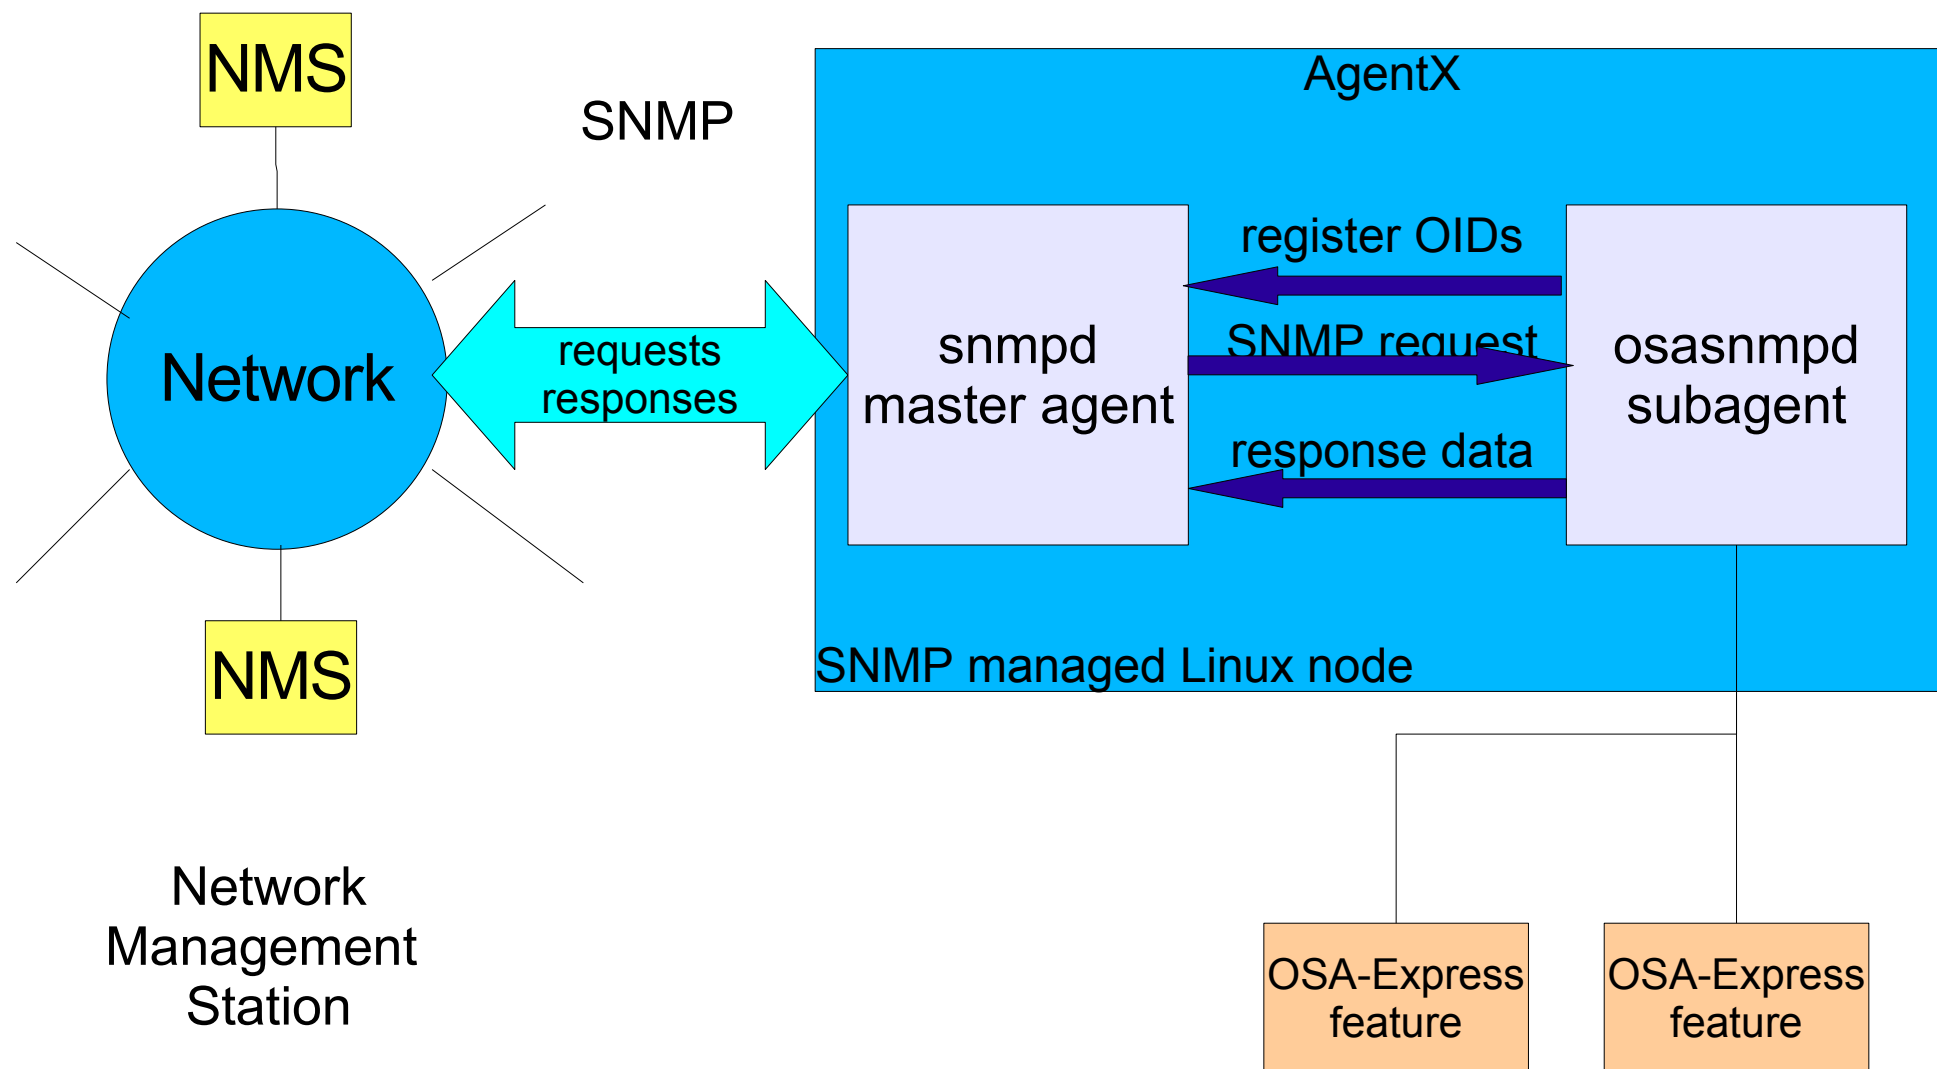 NMS
SNMP
AgentX
Network
requests
responses
snmpd
master agent
register OIDs
SNMP request
response data
osasnmpd
subagent
NMS
SNMP managed Linux node
Network
Management
Station
OSA-Express
feature
OSA-Express
feature